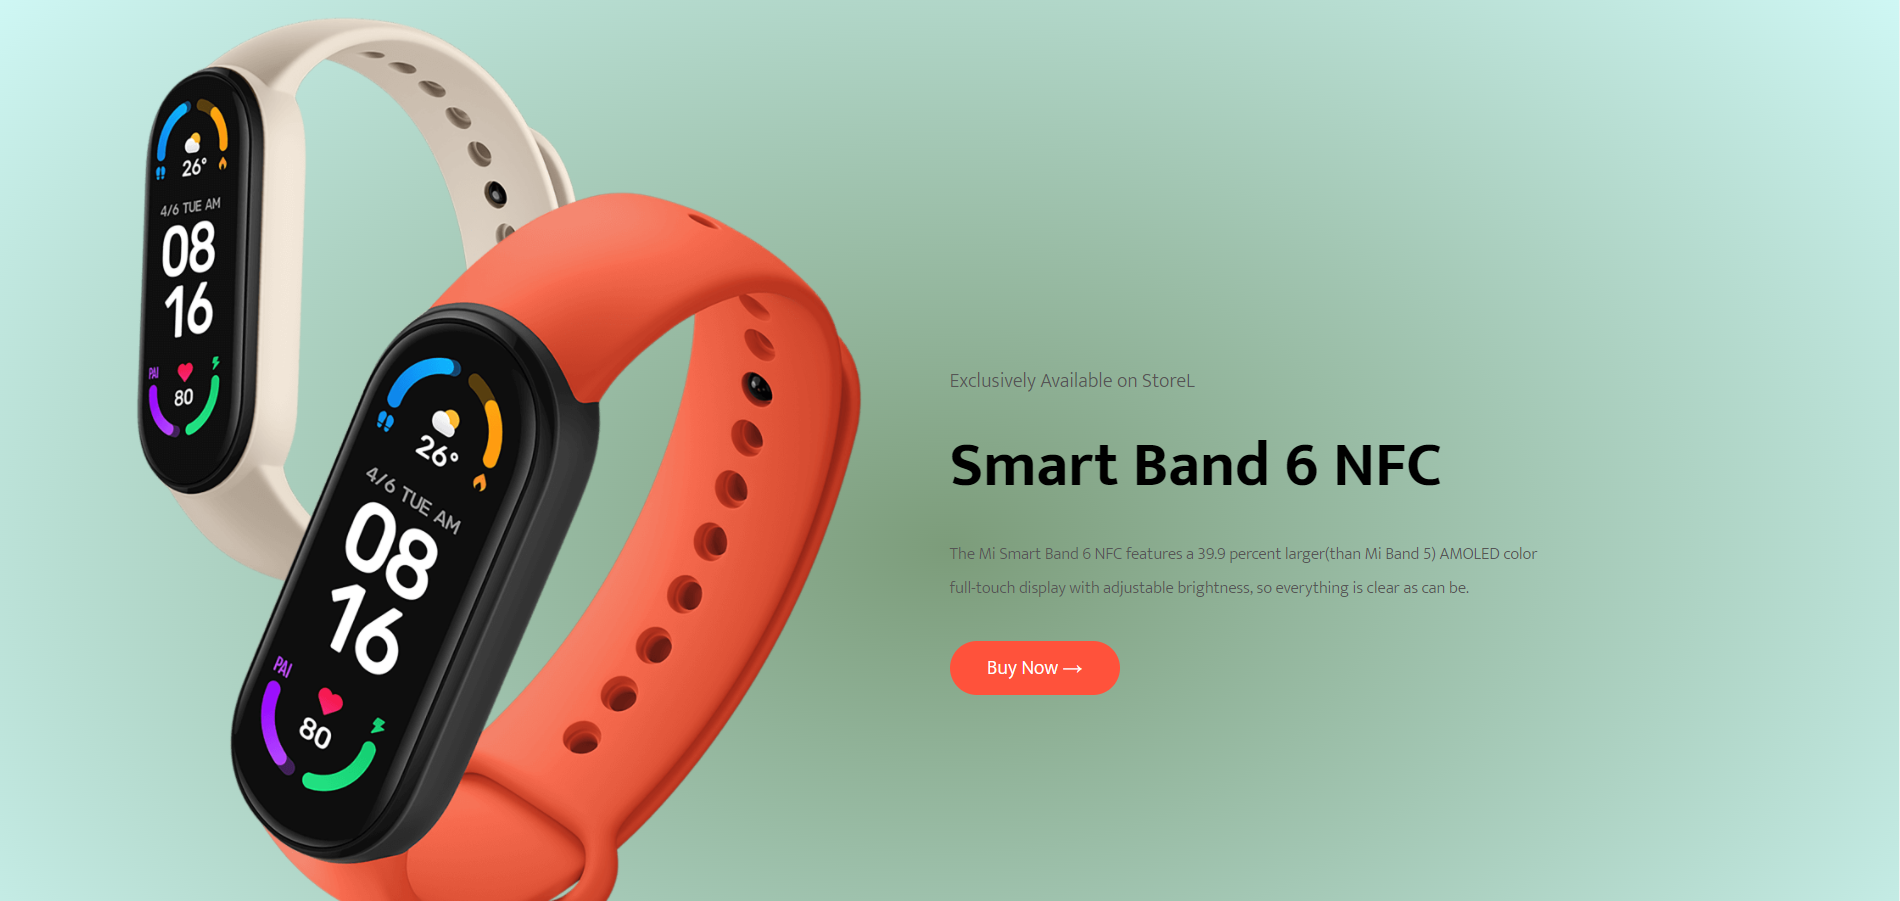 26°
4/6 TUE AM
08
16
PAI
80
26°
4/6 TUE AM
08
16
PAI
80
Exclusively Available on StoreL
Smart Band 6 NFC
The Mi Smart Band 6 NFC features a 39.9 percent larger(than Mi Band 5) AMOLED color
full-touch display with adjustable brightness, so everything is clear as can be.
Buy Now →